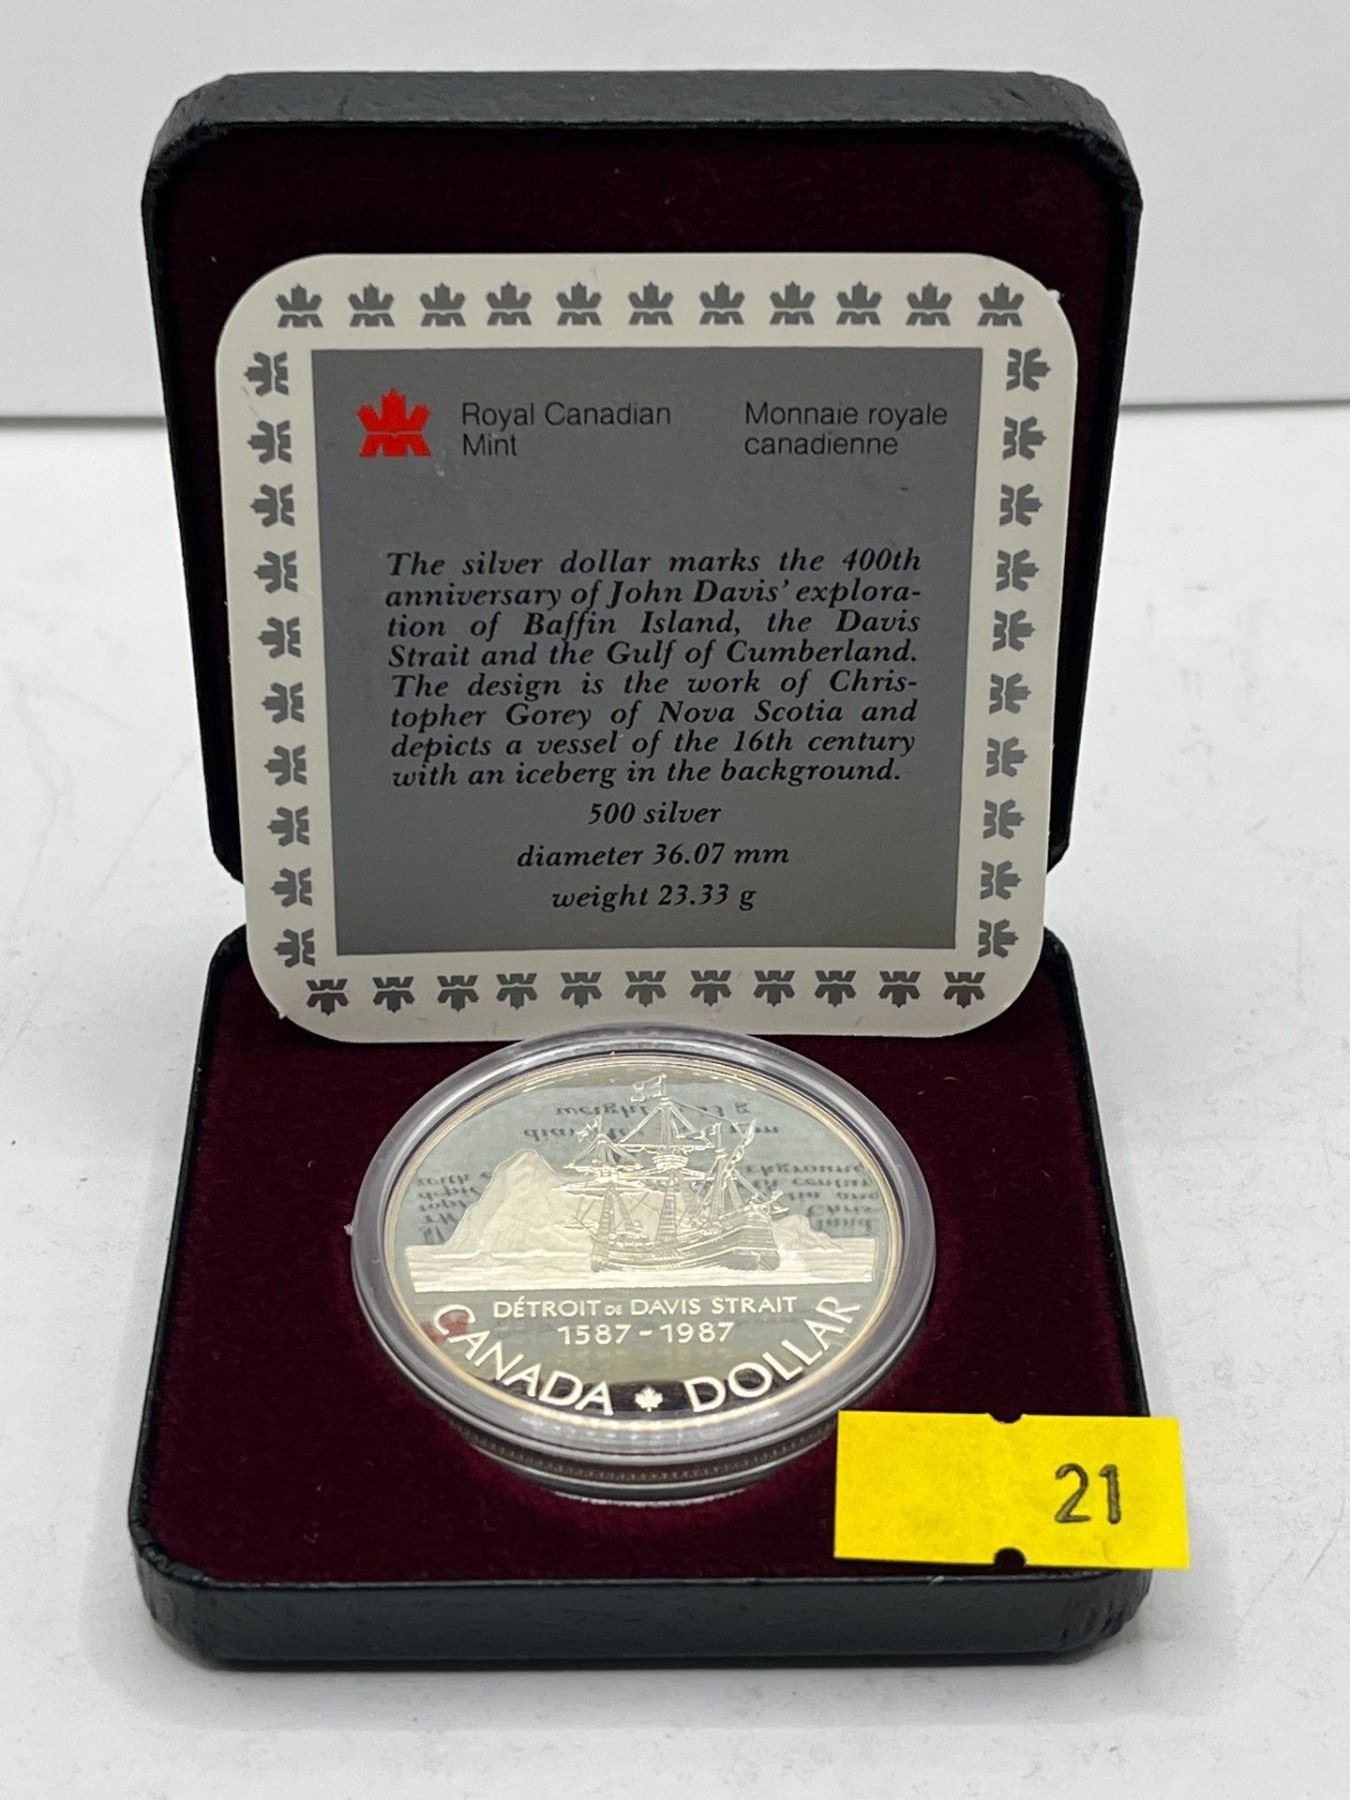 Royal Canadian
Mint
Monnaie royale
canadienne
The silver dollar marks the 400th
anniversary of John Davis' explora-
tion of Baffin Island, the Davis
Strait and the Gulf of Cumberland.
The design is the work of Chris-
topher Gorey of Nova Scotia and
depicts a vessel of the 16th century
with an iceberg in the background.
500 silver
diameter 36.07 mm
weight 23.33 g
DÉTROIT DE DAVIS STRAIT
1587-1987
CANADA DOLLAR
21